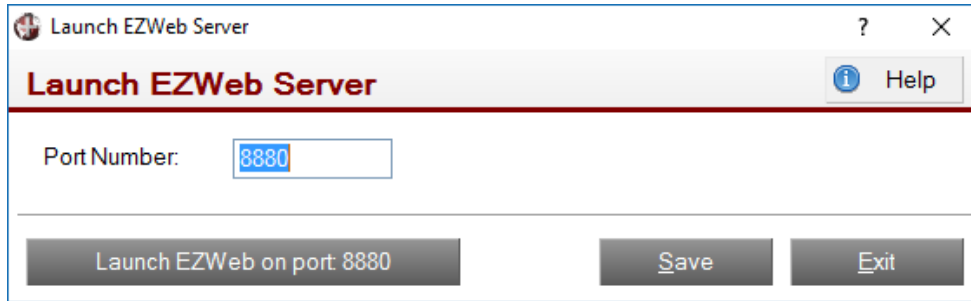 Launch EZWeb Server
?
Launch EZWeb Server
Help
Port Number:
8880
Launch EZWeb on port: 8880
Save
Exit